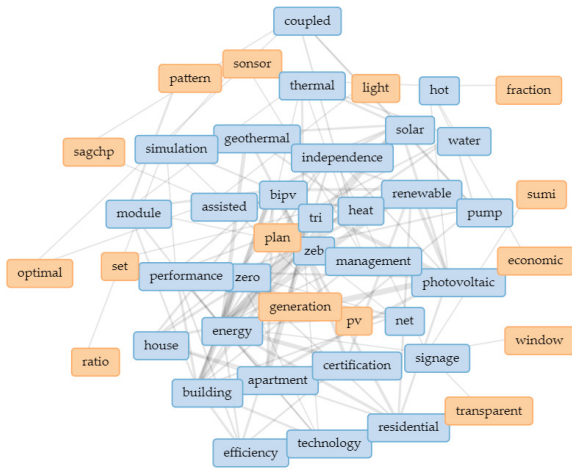 coupled
sonsor
pattern
thermal
light
hot
fraction
solar
geothermal
water
simulation
independence
sagchp
bipv
renewable
sumi
assisted
heat
pump
module
tri
plan
zeb
management
economic
optimal
set
performance
zero
photovoltaic
generation
pv
net
energy
house
window
signage
ratio
certification
apartment
building
transparent
residential
technology
efficiency